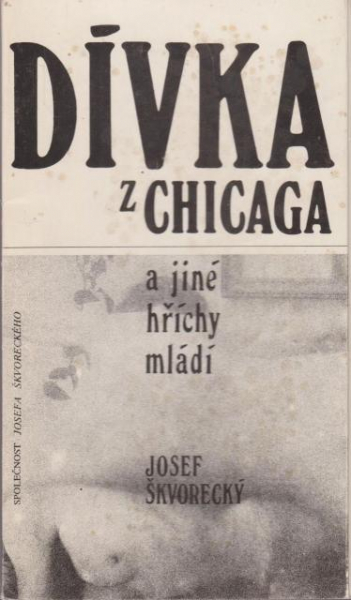 DÍVKA
z CHICAGA
a jiné
hříchy
mládí
JOSEF
ŠKVORECKÝ
SPOLEČNOST JOSEFA ŠKVORECKÉHO